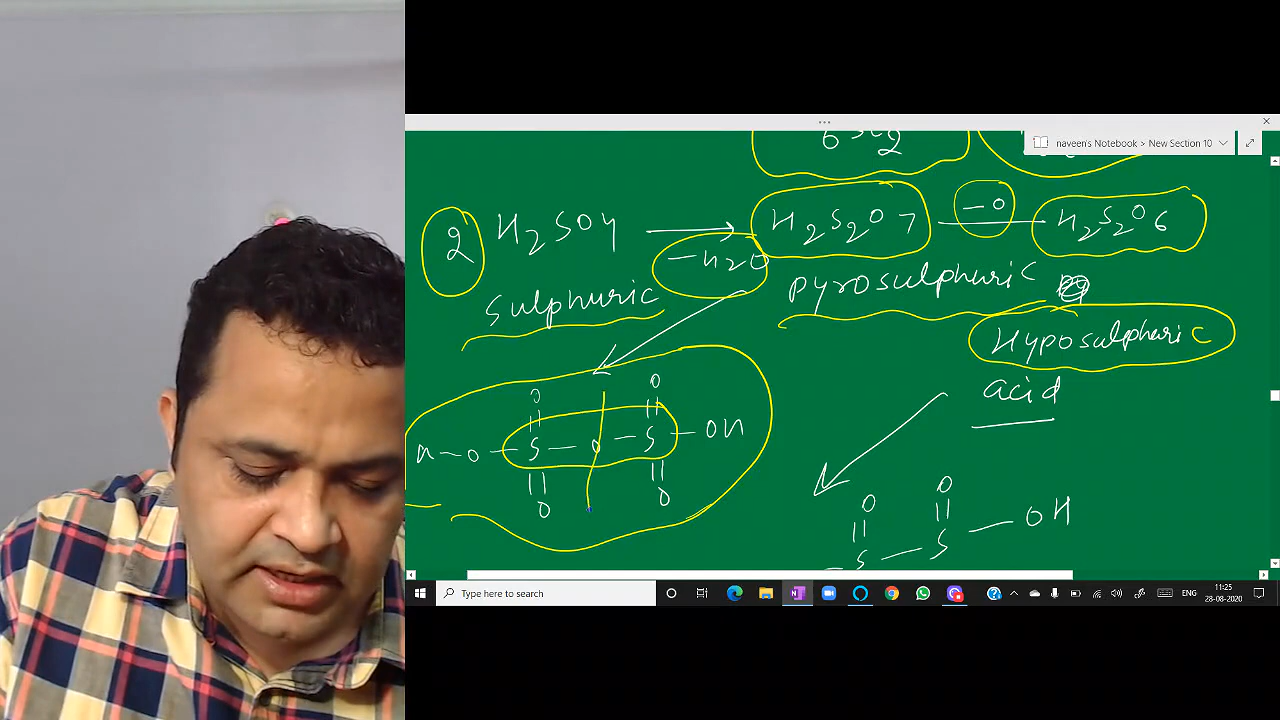 naveen's Notebook > New Section 10
2 H2SO4 → H2S2O7 —O H2S2O6
-H2O
sulphuric
pyrosulphuric
Hyposulphuric
acid
O O
H-O-S-O-S-OH
O O
O O
S-S-OH
Type here to search
ENG
11:25
28-08-2020